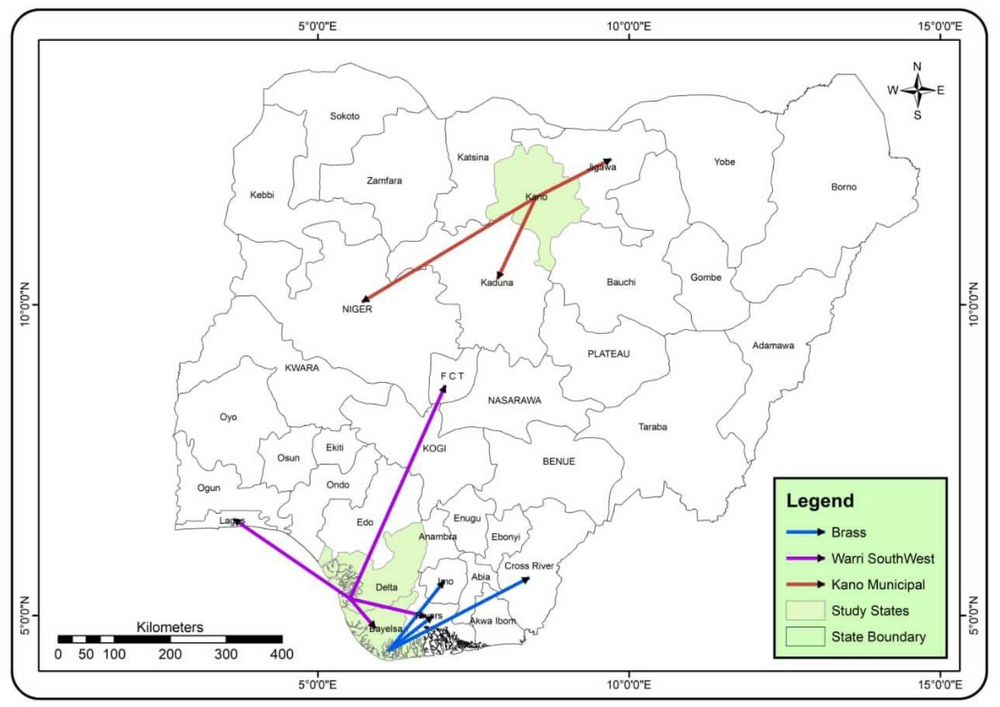 5°0'0"E 10°0'0"E 15°0'0"E
N
W E
S
Sokoto
Katsina
Yobe
Jigawa
Zamfara
Borno
Kebbi
Kano
Kaduna
Bauchi
Gombe
NIGER
10°0'0"N
10°0'0"N
Adamawa
PLATEAU
KWARA
F C T
NASARAWA
Oyo
Taraba
KOGI
Ekiti
Osun
BENUE
Ondo
Ogun
Lagos
Edo
Enugu
Anambra
Ebonyi
Cross River
Imo
Abia
Delta
Rivers
Akwa Ibom
Bayelsa
5°0'0"N
5°0'0"N
Legend
Brass
Warri SouthWest
Kano Municipal
Study States
State Boundary
Kilometers
0 50 100 200 300 400
5°0'0"E 10°0'0"E 15°0'0"E